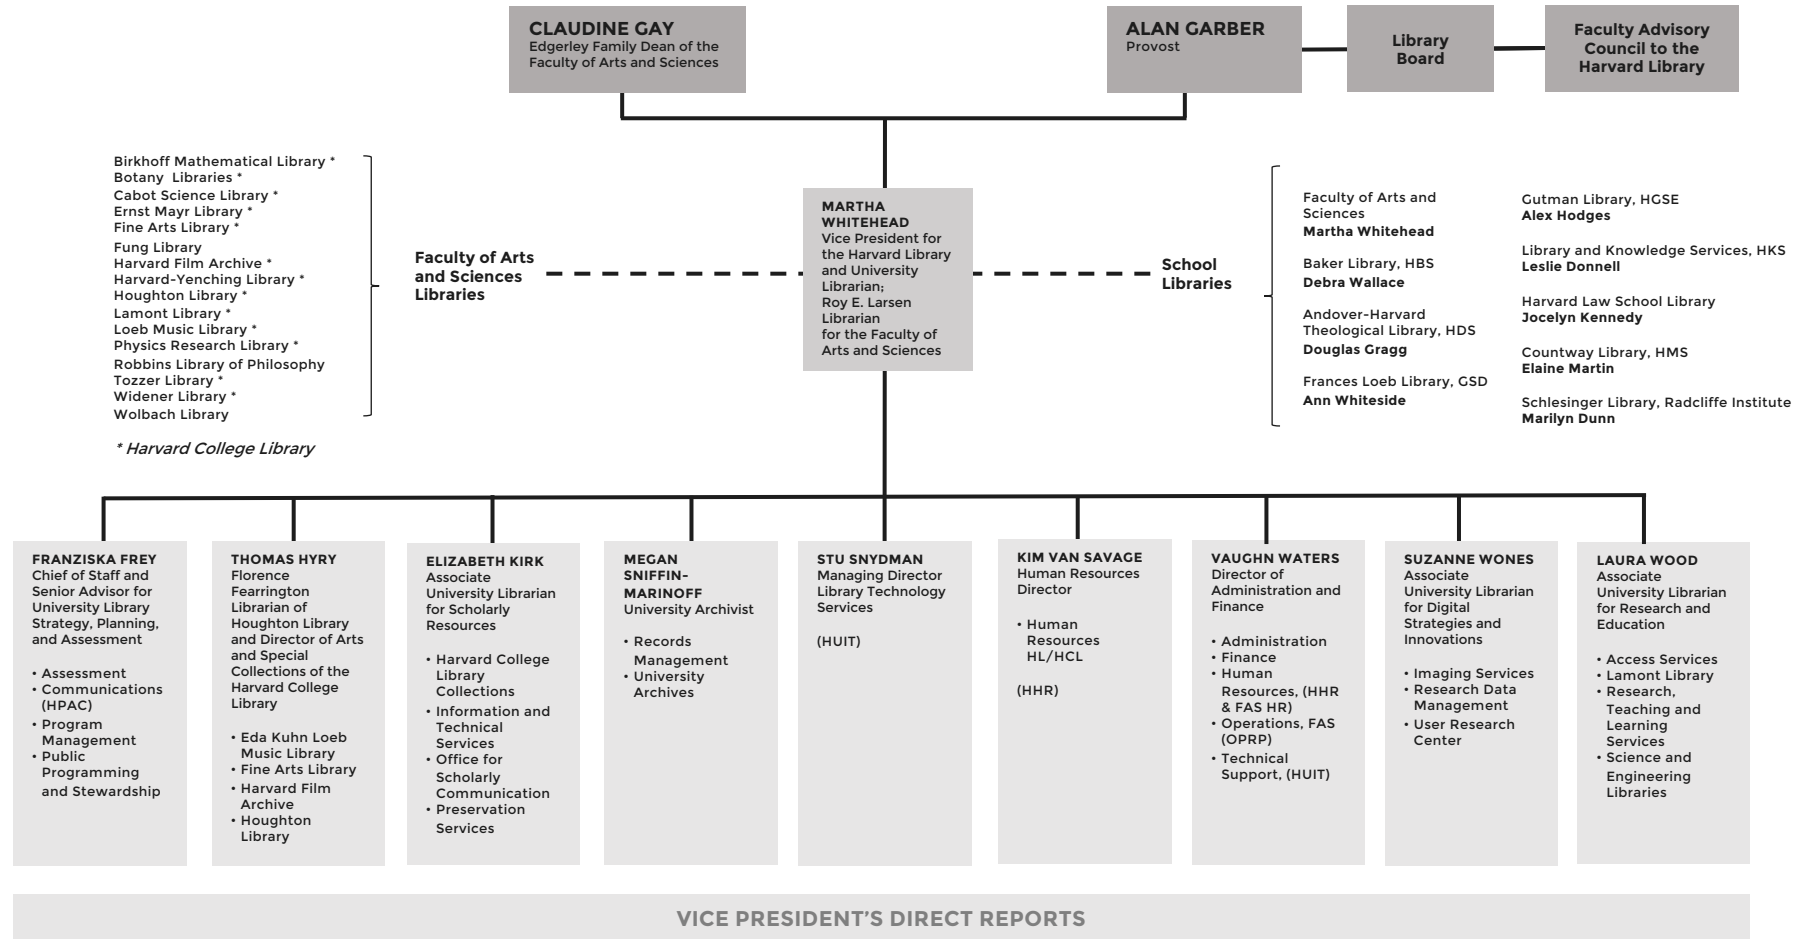 CLAUDINE GAY
Edgerley Family Dean of the
Faculty of Arts and Sciences
ALAN GARBER
Provost
Library
Board
Faculty Advisory
Council to the
Harvard Library
Birkhoff Mathematical Library *
Botany Libraries *
Cabot Science Library *
Ernst Mayr Library *
Fine Arts Library *
Fung Library
Harvard Film Archive *
Harvard-Yenching Library *
Houghton Library *
Lamont Library *
Loeb Music Library *
Physics Research Library *
Robbins Library of Philosophy
Tozzer Library *
Widener Library *
Wolbach Library
* Harvard College Library
Faculty of Arts
and Sciences
Libraries
MARTHA
WHITEHEAD
Vice President for
the Harvard Library
and University
Librarian;
Roy E. Larsen
Librarian
for the Faculty of
Arts and Sciences
School
Libraries
Faculty of Arts and
Sciences
Martha Whitehead
Baker Library, HBS
Debra Wallace
Andover-Harvard
Theological Library, HDS
Douglas Gragg
Frances Loeb Library, GSD
Ann Whiteside
Gutman Library, HGSE
Alex Hodges
Library and Knowledge Services, HKS
Leslie Donnell
Harvard Law School Library
Jocelyn Kennedy
Countway Library, HMS
Elaine Martin
Schlesinger Library, Radcliffe Institute
Marilyn Dunn
FRANZISKA FREY
Chief of Staff and
Senior Advisor for
University Library
Strategy, Planning,
and Assessment
• Assessment
• Communications
(HPAC)
• Program
Management
• Public
Programming
and Stewardship
THOMAS HYRY
Florence
Fearrington
Librarian of
Houghton Library
and Director of Arts
and Special
Collections of the
Harvard College
Library
• Eda Kuhn Loeb
Music Library
• Fine Arts Library
• Harvard Film
Archive
• Houghton
Library
ELIZABETH KIRK
Associate
University Librarian
for Scholarly
Resources
• Harvard College
Library
Collections
• Information and
Technical
Services
• Office for
Scholarly
Communication
• Preservation
Services
MEGAN
SNIFFIN-
MARINOFF
University Archivist
• Records
Management
• University
Archives
STU SNYDMAN
Managing Director
Library Technology
Services
(HUIT)
KIM VAN SAVAGE
Human Resources
Director
• Human
Resources
HL/HCL
(HHR)
VAUGHN WATERS
Director of
Administration and
Finance
• Administration
• Finance
• Human
Resources, (HHR
& FAS HR)
• Operations, FAS
(OPRP)
• Technical
Support, (HUIT)
SUZANNE WONES
Associate
University Librarian
for Digital
Strategies and
Innovations
• Imaging Services
• Research Data
Management
• User Research
Center
LAURA WOOD
Associate
University Librarian
for Research and
Education
• Access Services
• Lamont Library
• Research,
Teaching and
Learning
Services
• Science and
Engineering
Libraries
VICE PRESIDENT'S DIRECT REPORTS